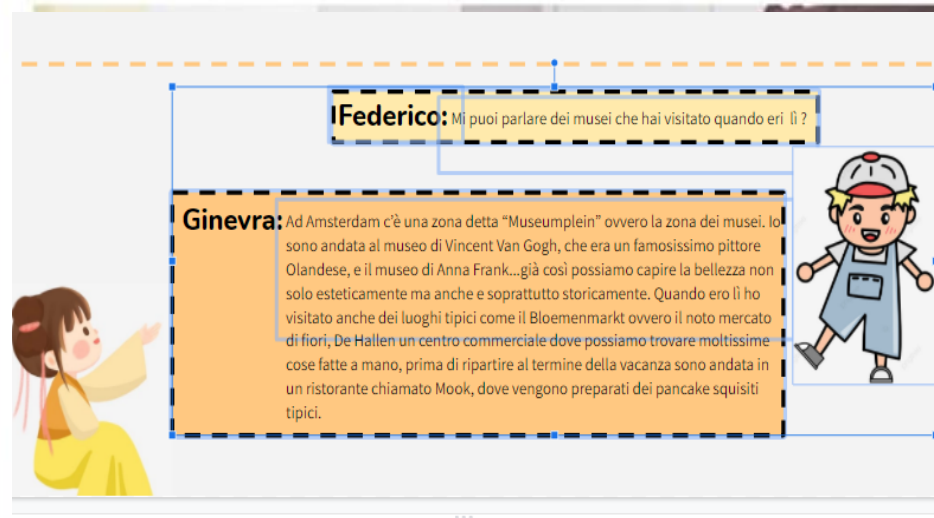 Federico: Mi puoi parlare dei musei che hai visitato quando eri lì ?
Ginevra: Ad Amsterdam c’è una zona detta “Museumplein” ovvero la zona dei musei. Io
sono andata al museo di Vincent Van Gogh, che era un famosissimo pittore
Olandese, e il museo di Anna Frank...già così possiamo capire la bellezza non
solo esteticamente ma anche e soprattutto storicamente. Quando ero lì ho
visitato anche dei luoghi tipici come il Bloemenmarkt ovvero il noto mercato
di fiori, De Hallen un centro commerciale dove possiamo trovare moltissime
cose fatte a mano, prima di ripartire al termine della vacanza sono andata in
un ristorante chiamato Mook, dove vengono preparati dei pancake squisiti
tipici.